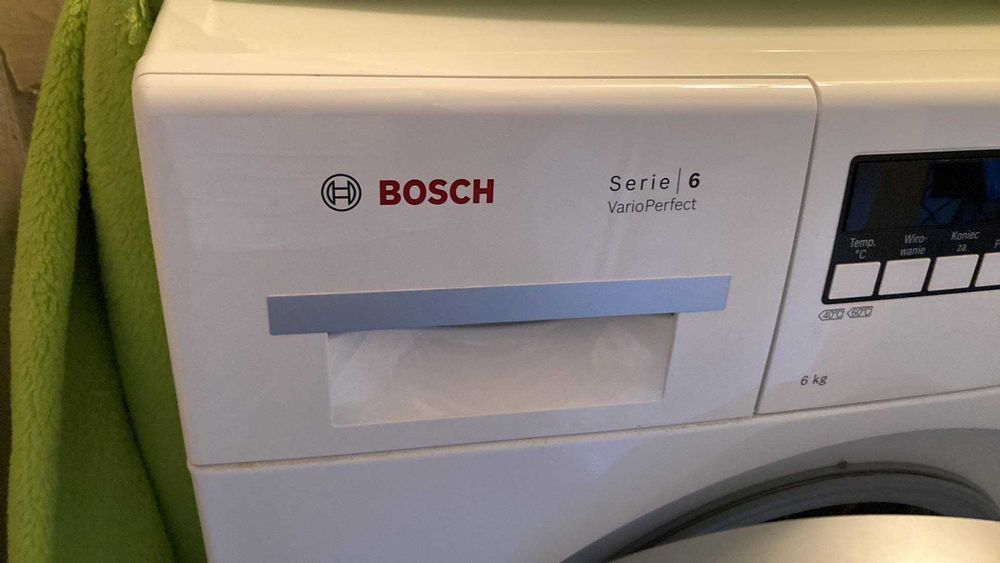 BOSCH
Serie | 6
VarioPerfect
Temp.
°C
Wiro-
wanie
Koniec
za
40°C 60°C
6 kg